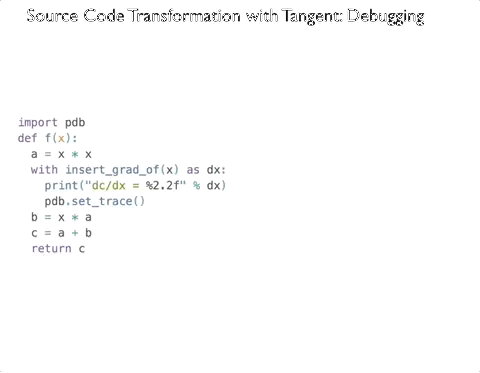 Source Code Transformation with Tangent: Debugging
import pdb
def f(x):
  a = x * x
  with insert_grad_of(x) as dx:
    print("dc/dx = %2.2f" % dx)
    pdb.set_trace()
  b = x * a
  c = a + b
  return c